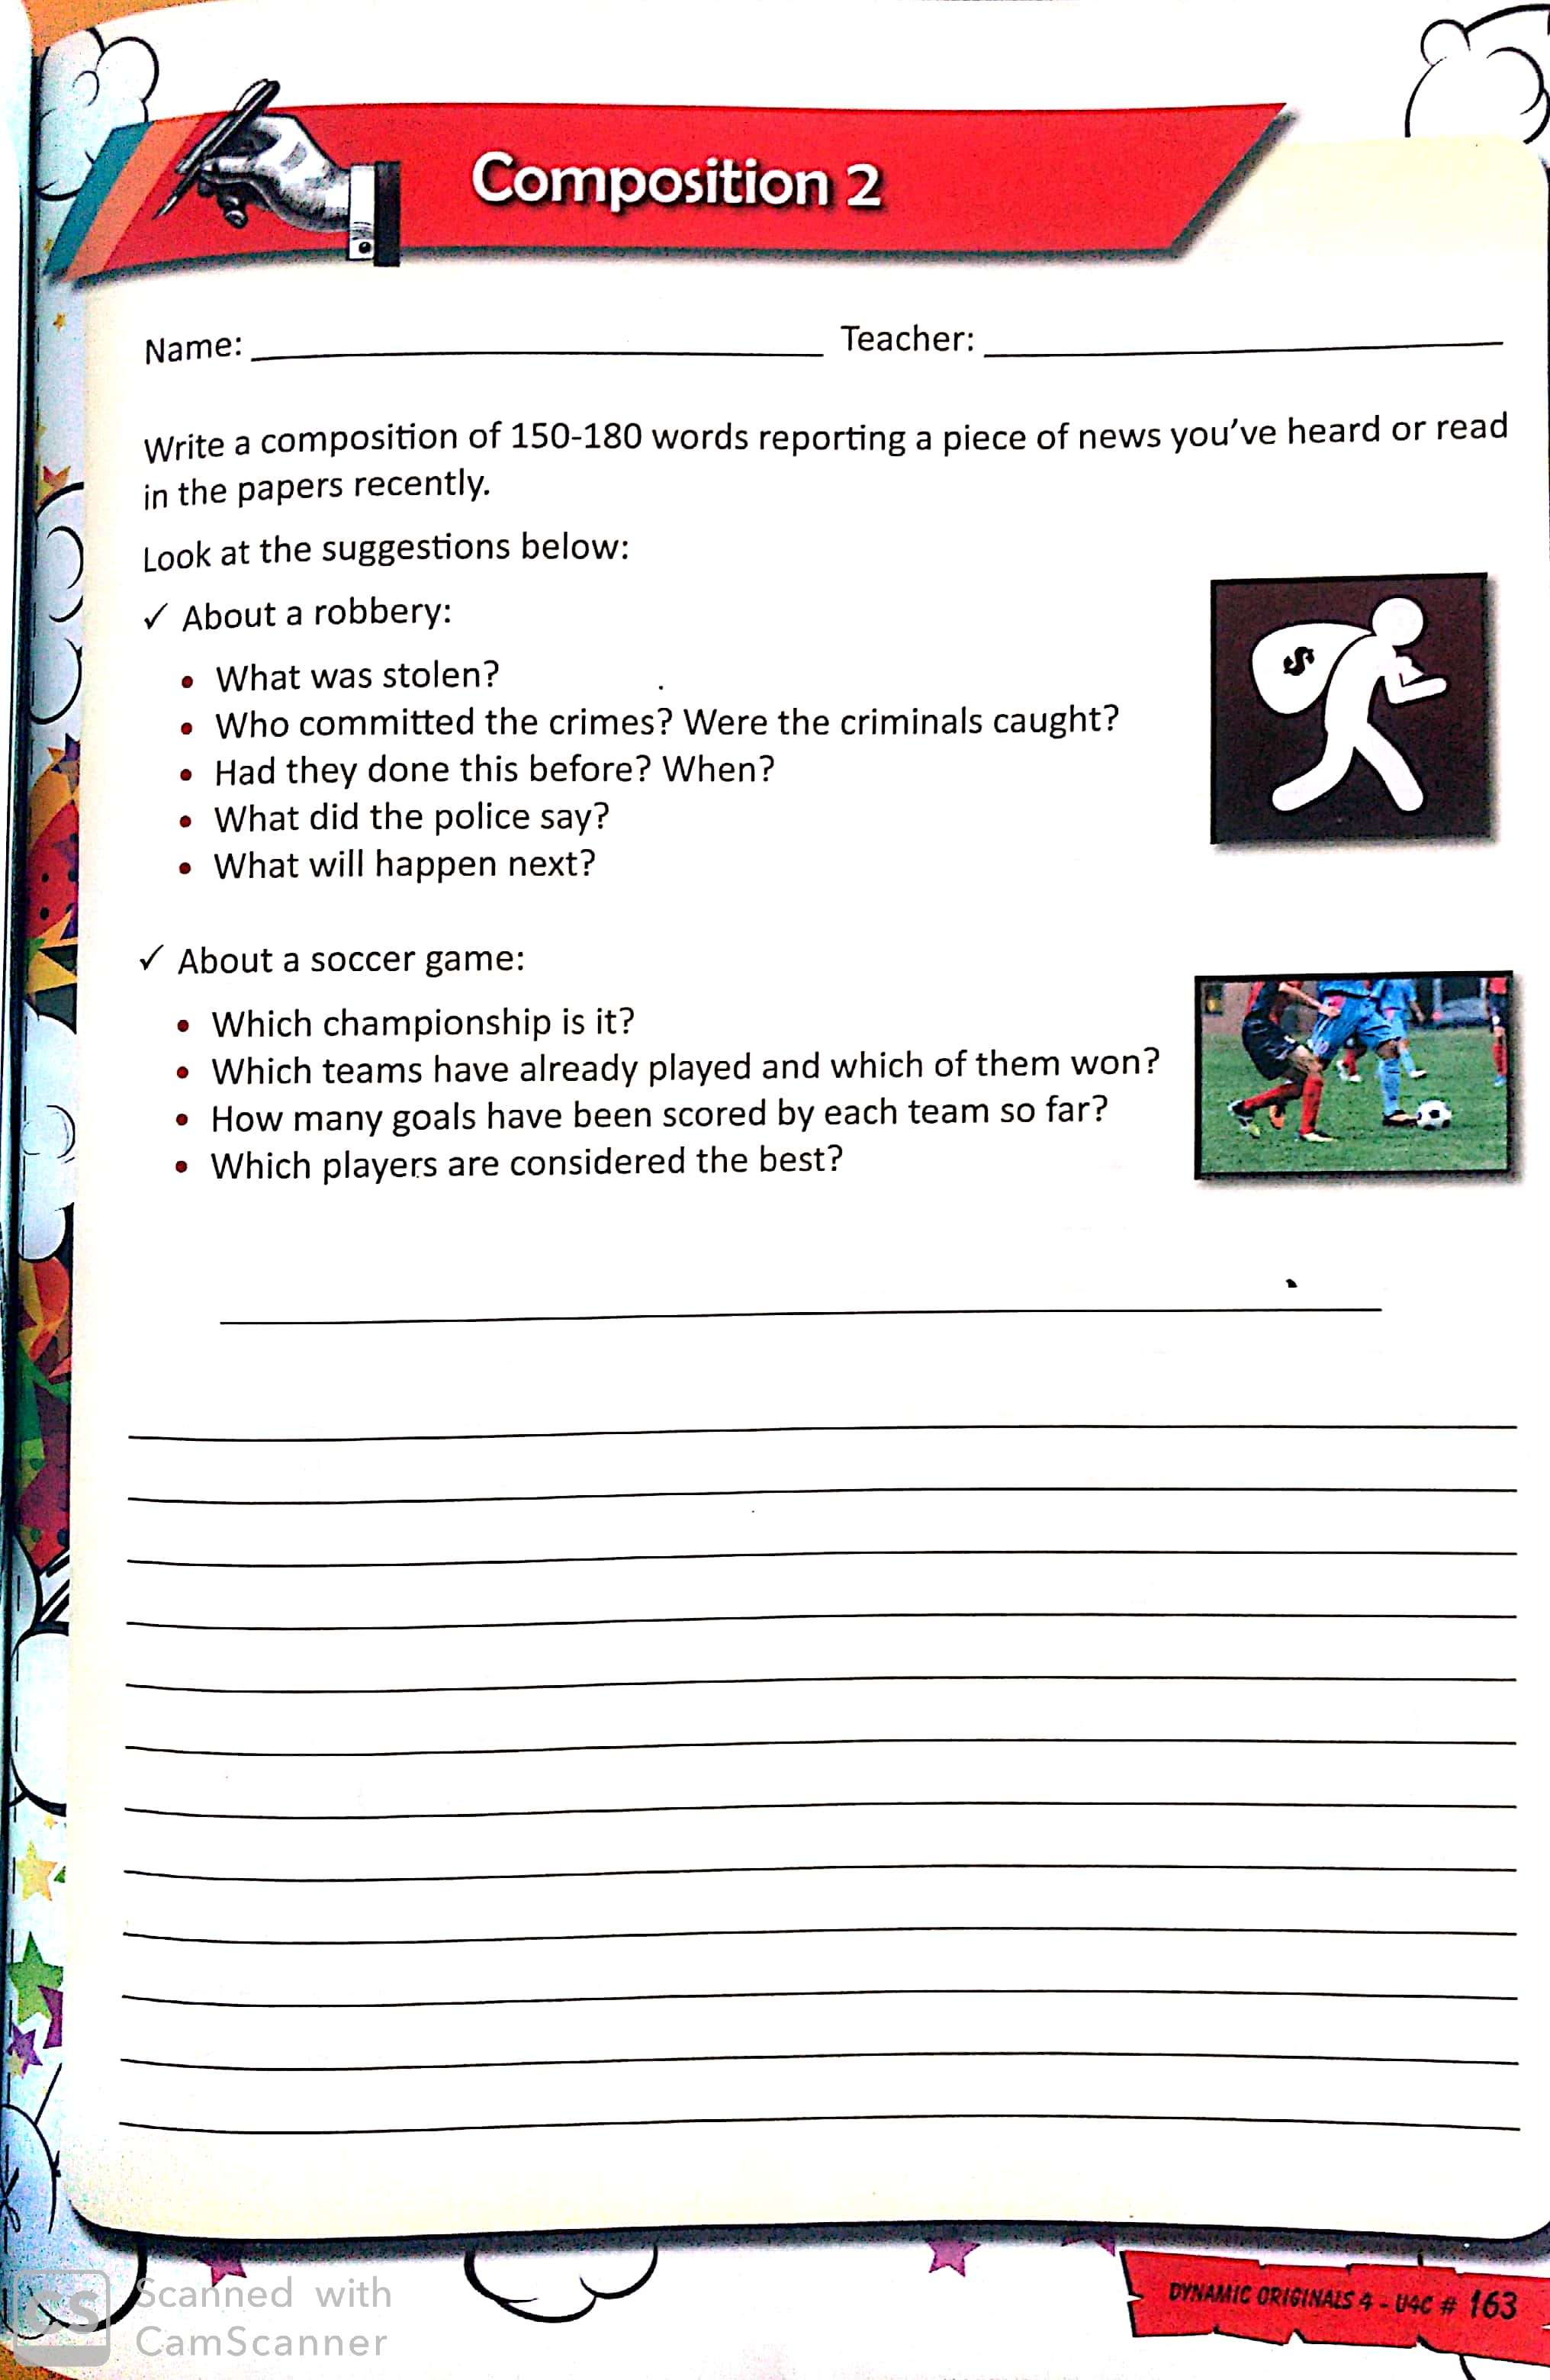 Composition 2
Name: Teacher:
Write a composition of 150-180 words reporting a piece of news you've heard or read
in the papers recently.
Look at the suggestions below:
✓ About a robbery:
• What was stolen?
• Who committed the crimes? Were the criminals caught?
• Had they done this before? When?
• What did the police say?
• What will happen next?
$
✓ About a soccer game:
• Which championship is it?
• Which teams have already played and which of them won?
• How many goals have been scored by each team so far?
• Which players are considered the best?
DYNAMIC ORIGINALS 4 - U4C # 163
CS Scanned with
CamScanner